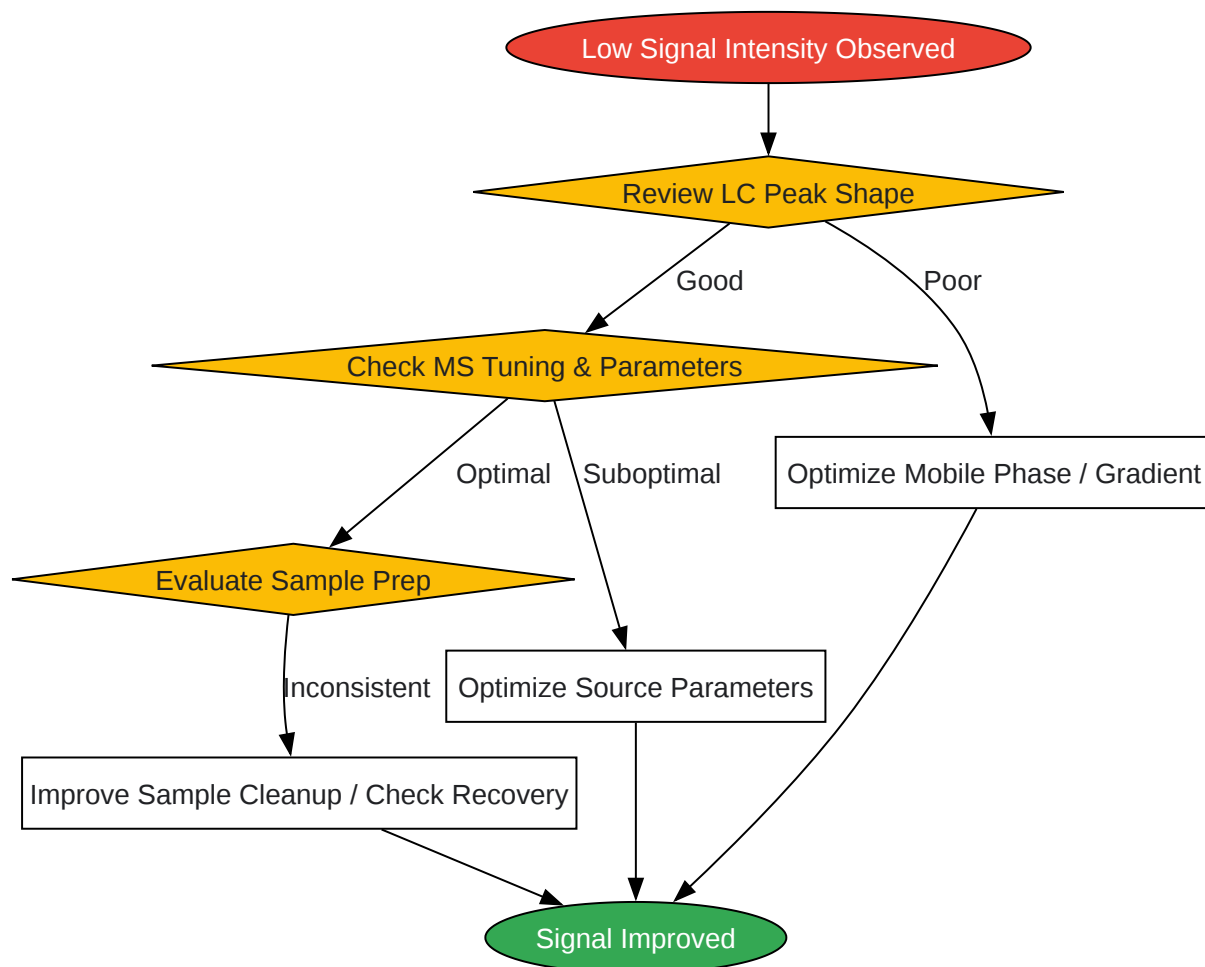 Low Signal Intensity Observed
Review LC Peak Shape
Good
Poor
Check MS Tuning & Parameters
Optimal
Suboptimal
Optimize Mobile Phase / Gradient
Evaluate Sample Prep
Inconsistent
Optimize Source Parameters
Improve Sample Cleanup / Check Recovery
Signal Improved